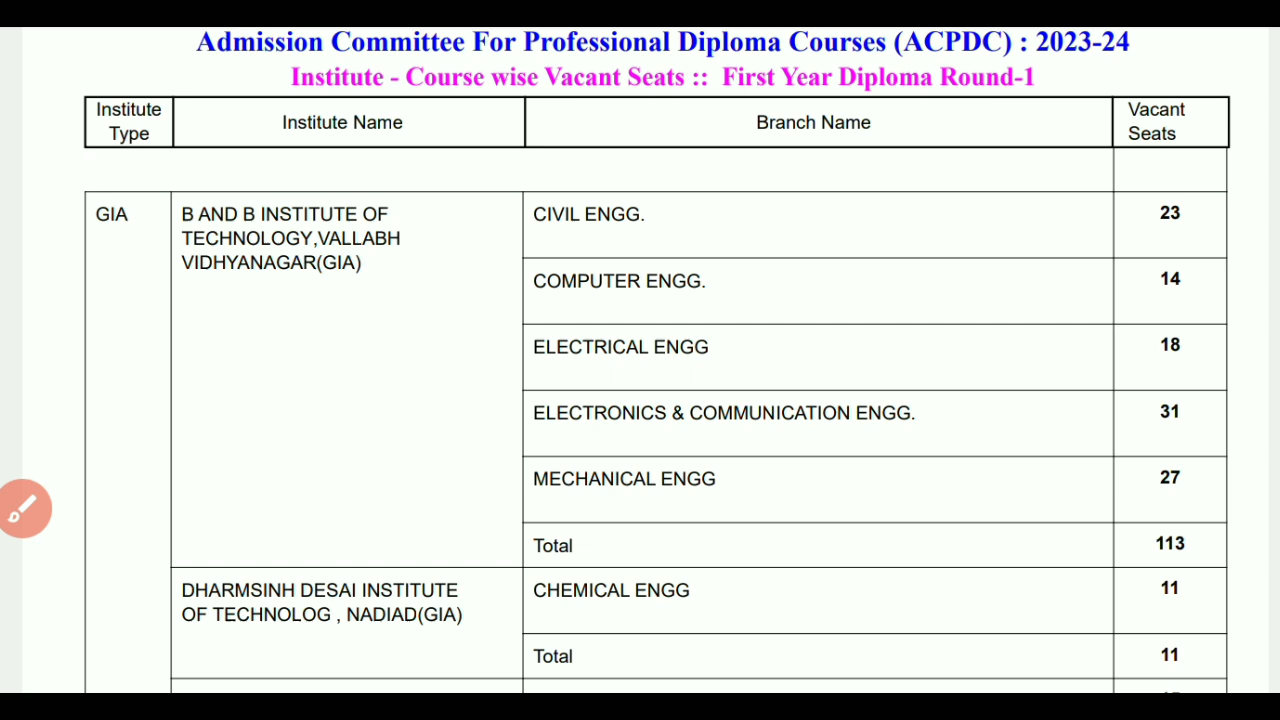 Admission Committee For Professional Diploma Courses (ACPDC) : 2023-24
Institute - Course wise Vacant Seats :: First Year Diploma Round-1
Institute Type Institute Name Branch Name Vacant Seats
GIA B AND B INSTITUTE OF CIVIL ENGG. 23
TECHNOLOGY,VALLABH
VIDHYANAGAR(GIA)
COMPUTER ENGG. 14
ELECTRICAL ENGG 18
ELECTRONICS & COMMUNICATION ENGG. 31
MECHANICAL ENGG 27
Total 113
DHARMSINH DESAI INSTITUTE CHEMICAL ENGG 11
OF TECHNOLOG , NADIAD(GIA)
Total 11